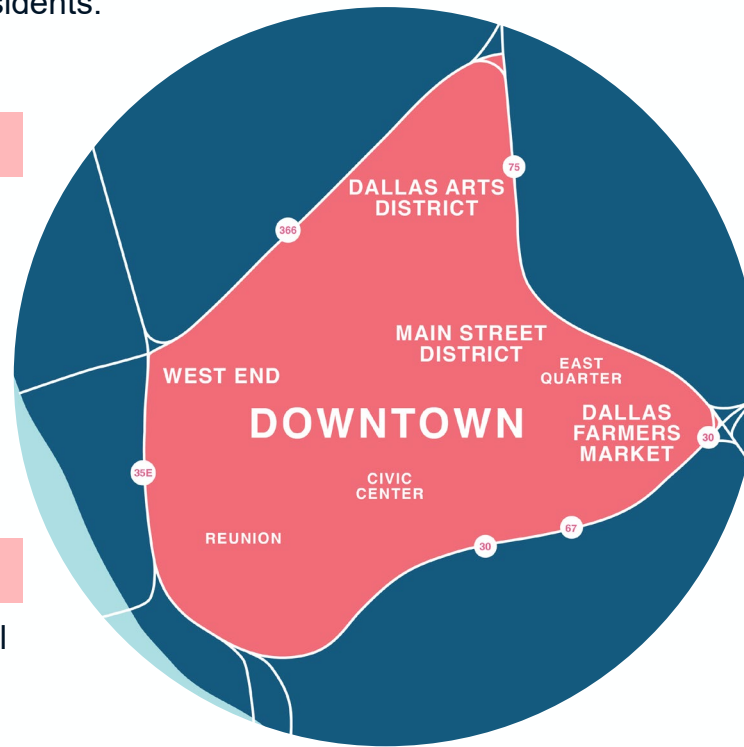 sidents.
75
DALLAS ARTS
DISTRICT
366
MAIN STREET
DISTRICT
EAST
QUARTER
WEST END
DOWNTOWN
DALLAS
FARMERS
MARKET
30
35E
CIVIC
CENTER
67
REUNION
30
l